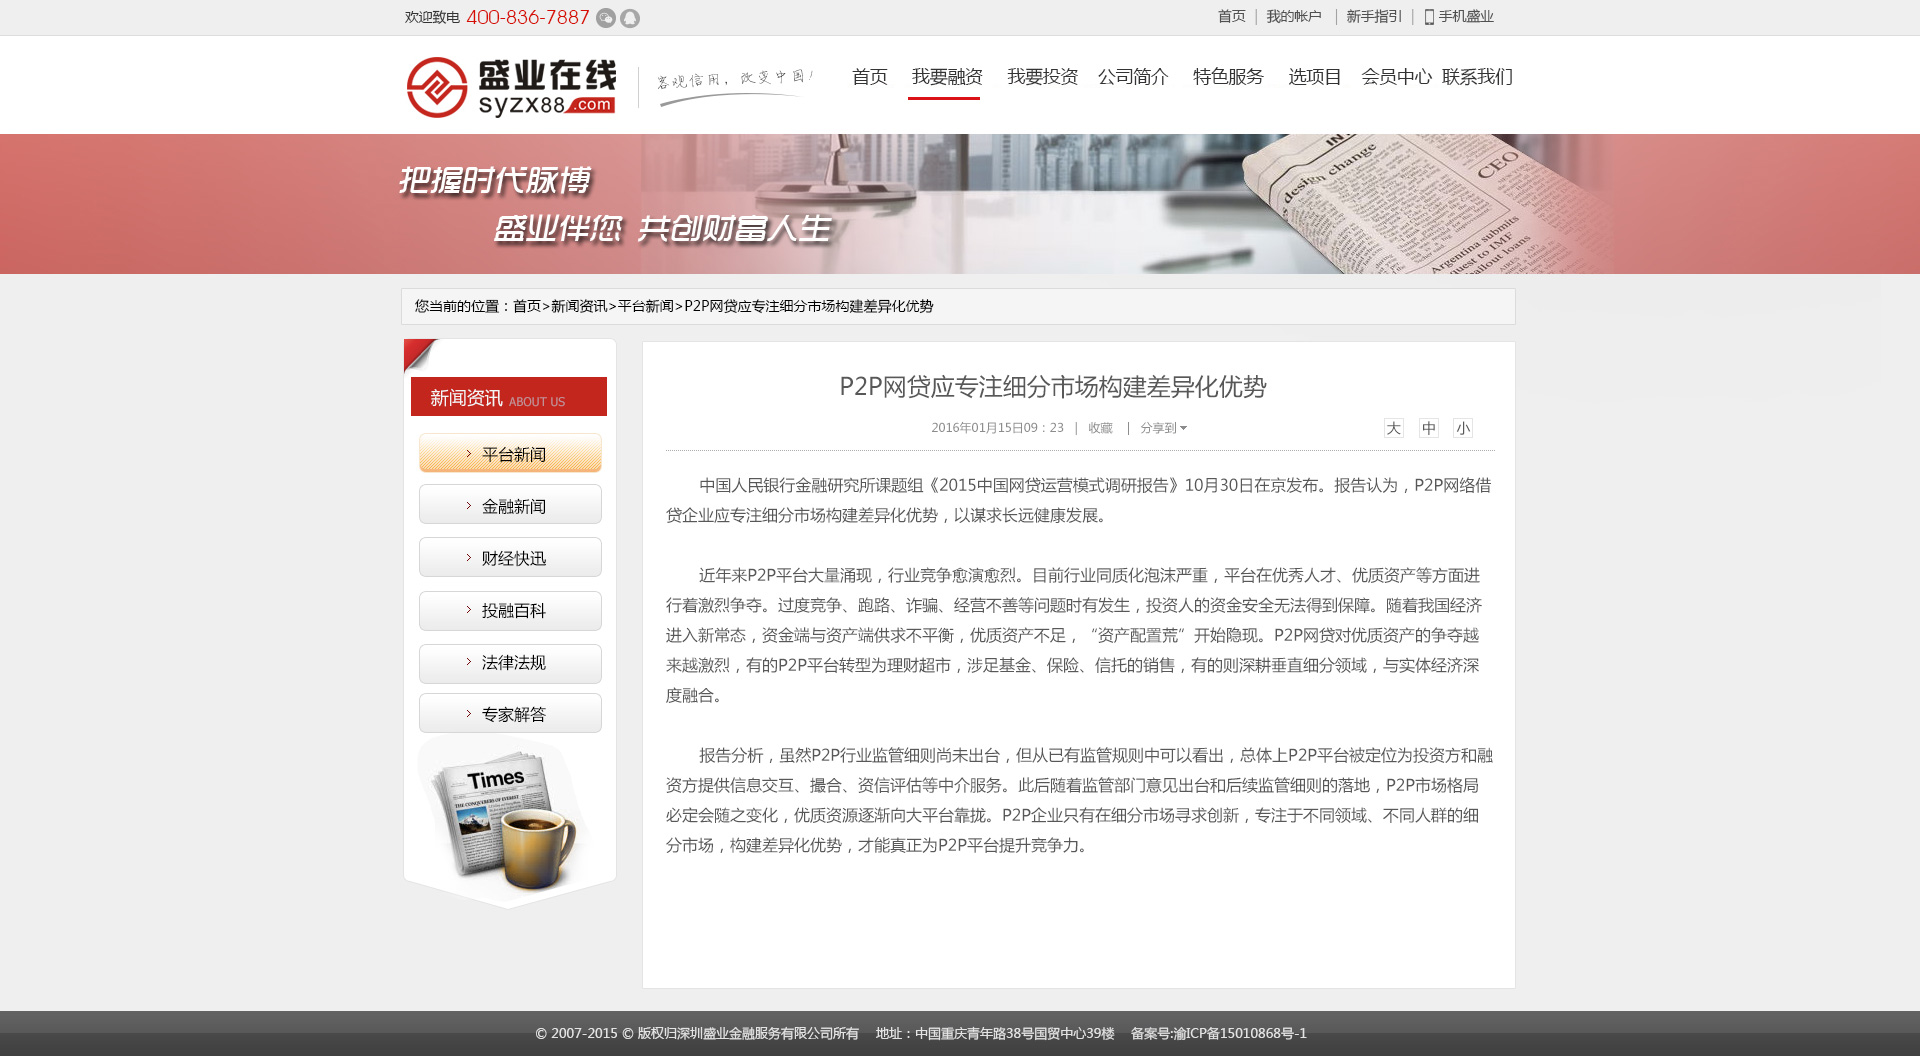 欢迎致电 400-836-7887
首页 | 我的帐户 | 新手指引 | 手机盛业
盛业在线
syzx88.com
客观信用，改变中国！
首页 我要融资 我要投资 公司简介 特色服务 选项目 会员中心 联系我们
把握时代脉博
盛业伴您 共创财富人生
design change
CEO
Argentina submits
quest to IMF
bailout loans
您当前的位置：首页>新闻资讯>平台新闻>P2P网贷应专注细分市场构建差异化优势
新闻资讯 ABOUT US
平台新闻
金融新闻
财经快迅
投融百科
法律法规
专家解答
Times
THE CONQUERORS OF EVEREST
P2P网贷应专注细分市场构建差异化优势
2016年01月15日09：23 | 收藏 | 分享到
大 中 小
中国人民银行金融研究所课题组《2015中国网贷运营模式调研报告》10月30日在京发布。报告认为，P2P网络借
贷企业应专注细分市场构建差异化优势，以谋求长远健康发展。
近年来P2P平台大量涌现，行业竞争愈演愈烈。目前行业同质化泡沫严重，平台在优秀人才、优质资产等方面进
行着激烈争夺。过度竞争、跑路、诈骗、经营不善等问题时有发生，投资人的资金安全无法得到保障。随着我国经济
进入新常态，资金端与资产端供求不平衡，优质资产不足，“资产配置荒”开始隐现。P2P网贷对优质资产的争夺越
来越激烈，有的P2P平台转型为理财超市，涉足基金、保险、信托的销售，有的则深耕垂直细分领域，与实体经济深
度融合。
报告分析，虽然P2P行业监管细则尚未出台，但从已有监管规则中可以看出，总体上P2P平台被定位为投资方和融
资方提供信息交互、撮合、资信评估等中介服务。此后随着监管部门意见出台和后续监管细则的落地，P2P市场格局
必定会随之变化，优质资源逐渐向大平台靠拢。P2P企业只有在细分市场寻求创新，专注于不同领域、不同人群的细
分市场，构建差异化优势，才能真正为P2P平台提升竞争力。
© 2007-2015 © 版权归深圳盛业金融服务有限公司所有 地址：中国重庆青年路38号国贸中心39楼 备案号:渝ICP备15010868号-1